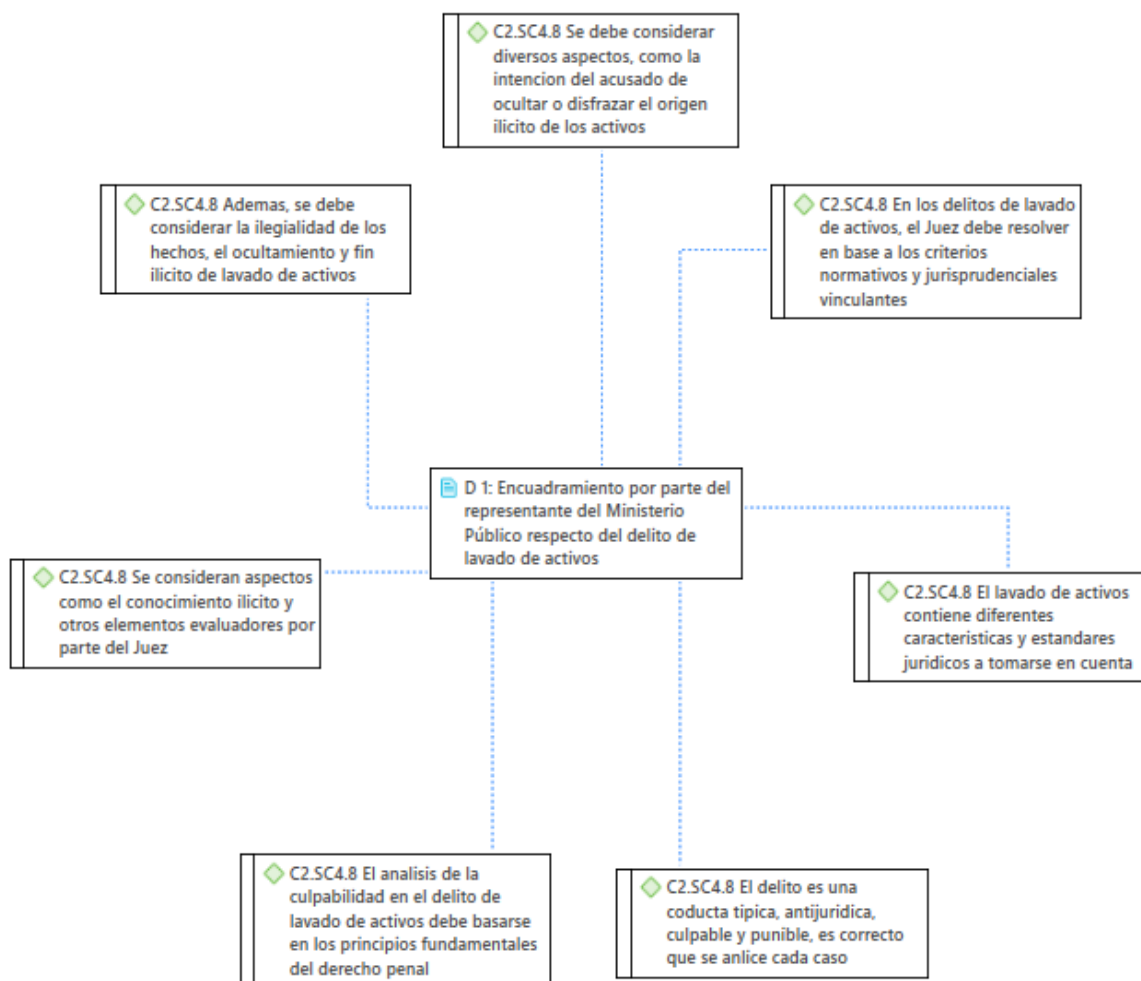 C2.SC4.8 Se debe considerar
diversos aspectos, como la
intencion del acusado de
ocultar o disfrazar el origen
ilicito de los activos
C2.SC4.8 Ademas, se debe
considerar la ilegialidad de los
hechos, el ocultamiento y fin
ilicito de lavado de activos
C2.SC4.8 En los delitos de lavado
de activos, el Juez debe resolver
en base a los criterios
normativos y jurisprudenciales
vinculantes
D 1: Encuadramiento por parte del
representante del Ministerio
Público respecto del delito de
lavado de activos
C2.SC4.8 Se consideran aspectos
como el conocimiento ilicito y
otros elementos evaluadores por
parte del Juez
C2.SC4.8 El lavado de activos
contiene diferentes
caracteristicas y estandares
juridicos a tomarse en cuenta
C2.SC4.8 El analisis de la
culpabilidad en el delito de
lavado de activos debe basarse
en los principios fundamentales
del derecho penal
C2.SC4.8 El delito es una
coducta tipica, antijuridica,
culpable y punible, es correcto
que se anlice cada caso